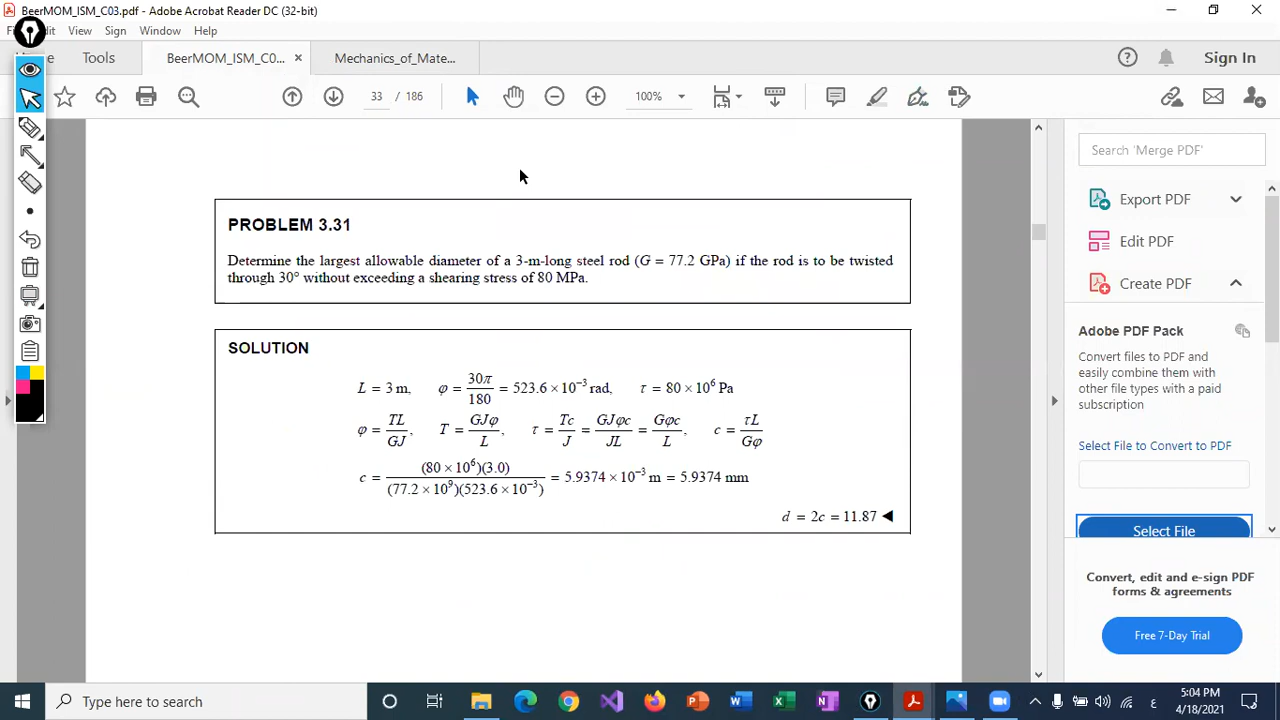 BeerMOM_ISM_C03.pdf - Adobe Acrobat Reader DC (32-bit)
View Sign Window Help
Tools BeerMOM_ISM_C0... × Mechanics_of_Mate... Sign In
33 / 186 100%
Search 'Merge PDF'
Export PDF
Edit PDF
Create PDF
Adobe PDF Pack
Convert files to PDF and
easily combine them with
other file types with a paid
subscription
Select File to Convert to PDF
Select File
Convert, edit and e-sign PDF
forms & agreements
Free 7-Day Trial
PROBLEM 3.31
Determine the largest allowable diameter of a 3-m-long steel rod (G = 77.2 GPa) if the rod is to be twisted
through 30° without exceeding a shearing stress of 80 MPa.
SOLUTION
L = 3 m, φ = 30π/180 = 523.6 × 10⁻³ rad, τ = 80 × 10⁶ Pa
φ = TL/GJ, T = GJφ/L, τ = Tc/J = GJφc/JL = Gφc/L, c = τL/Gφ
c = (80 × 10⁶)(3.0)/(77.2 × 10⁹)(523.6 × 10⁻³) = 5.9374 × 10⁻³ m = 5.9374 mm
d = 2c = 11.87 ◀
Type here to search
ع
5:04 PM
4/18/2021